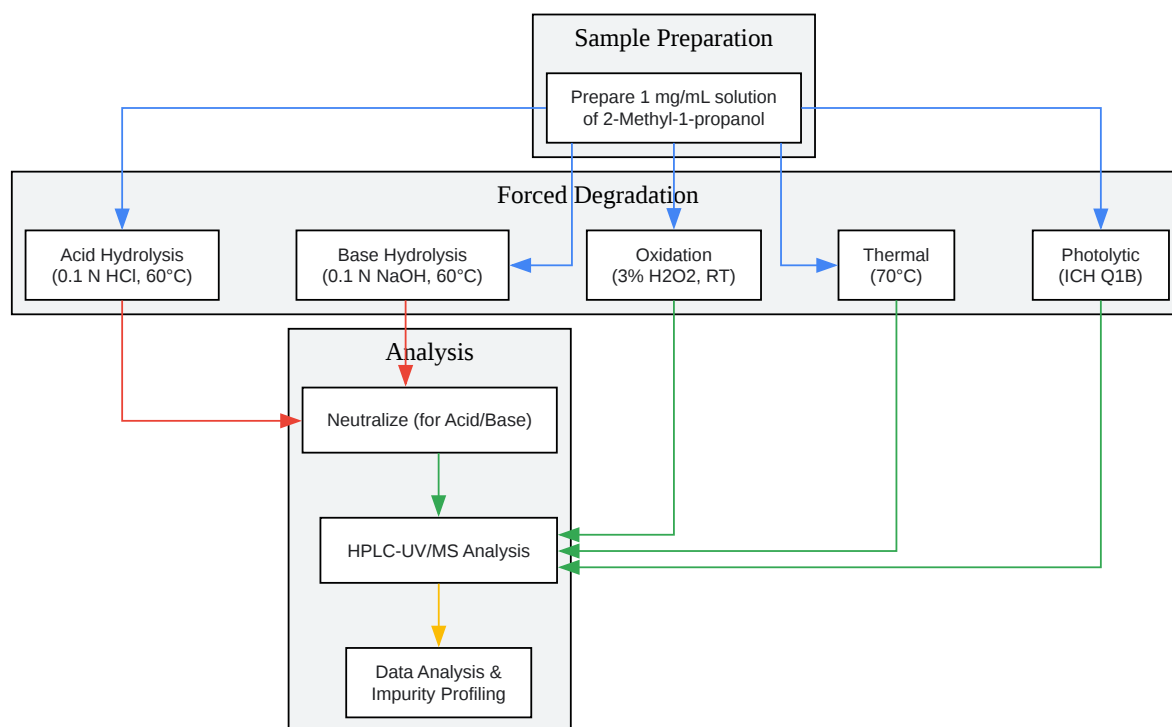 Sample Preparation
Prepare 1 mg/mL solution
of 2-Methyl-1-propanol
Forced Degradation
Acid Hydrolysis
(0.1 N HCl, 60°C)
Base Hydrolysis
(0.1 N NaOH, 60°C)
Oxidation
(3% H2O2, RT)
Thermal
(70°C)
Photolytic
(ICH Q1B)
Analysis
Neutralize (for Acid/Base)
HPLC-UV/MS Analysis
Data Analysis &
Impurity Profiling